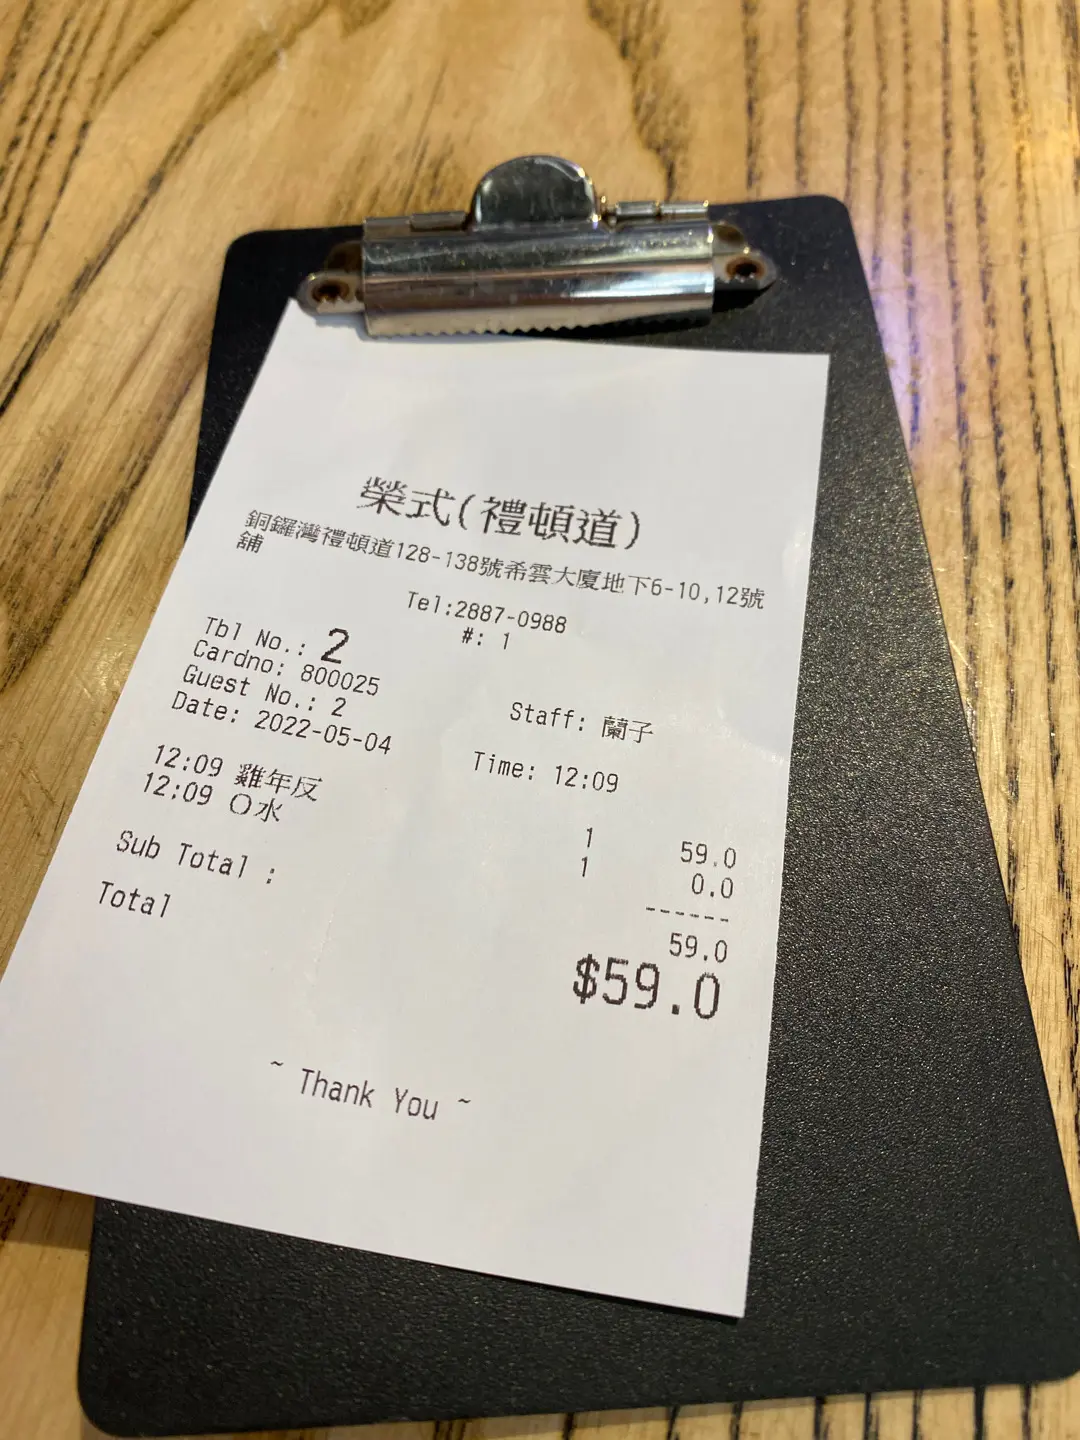 榮式(禮頓道)
銅鑼灣禮頓道128-138號希雲大廈地下6-10,12號
舖
Tel:2887-0988
#: 1
Tbl No.: 2
Cardno: 800025
Guest No.: 2 Staff: 蘭子
Date: 2022-05-04 Time: 12:09
12:09 雞年反 1 59.0
12:09 〇水 1 0.0
------
Sub Total : 59.0
Total $59.0
~ Thank You ~